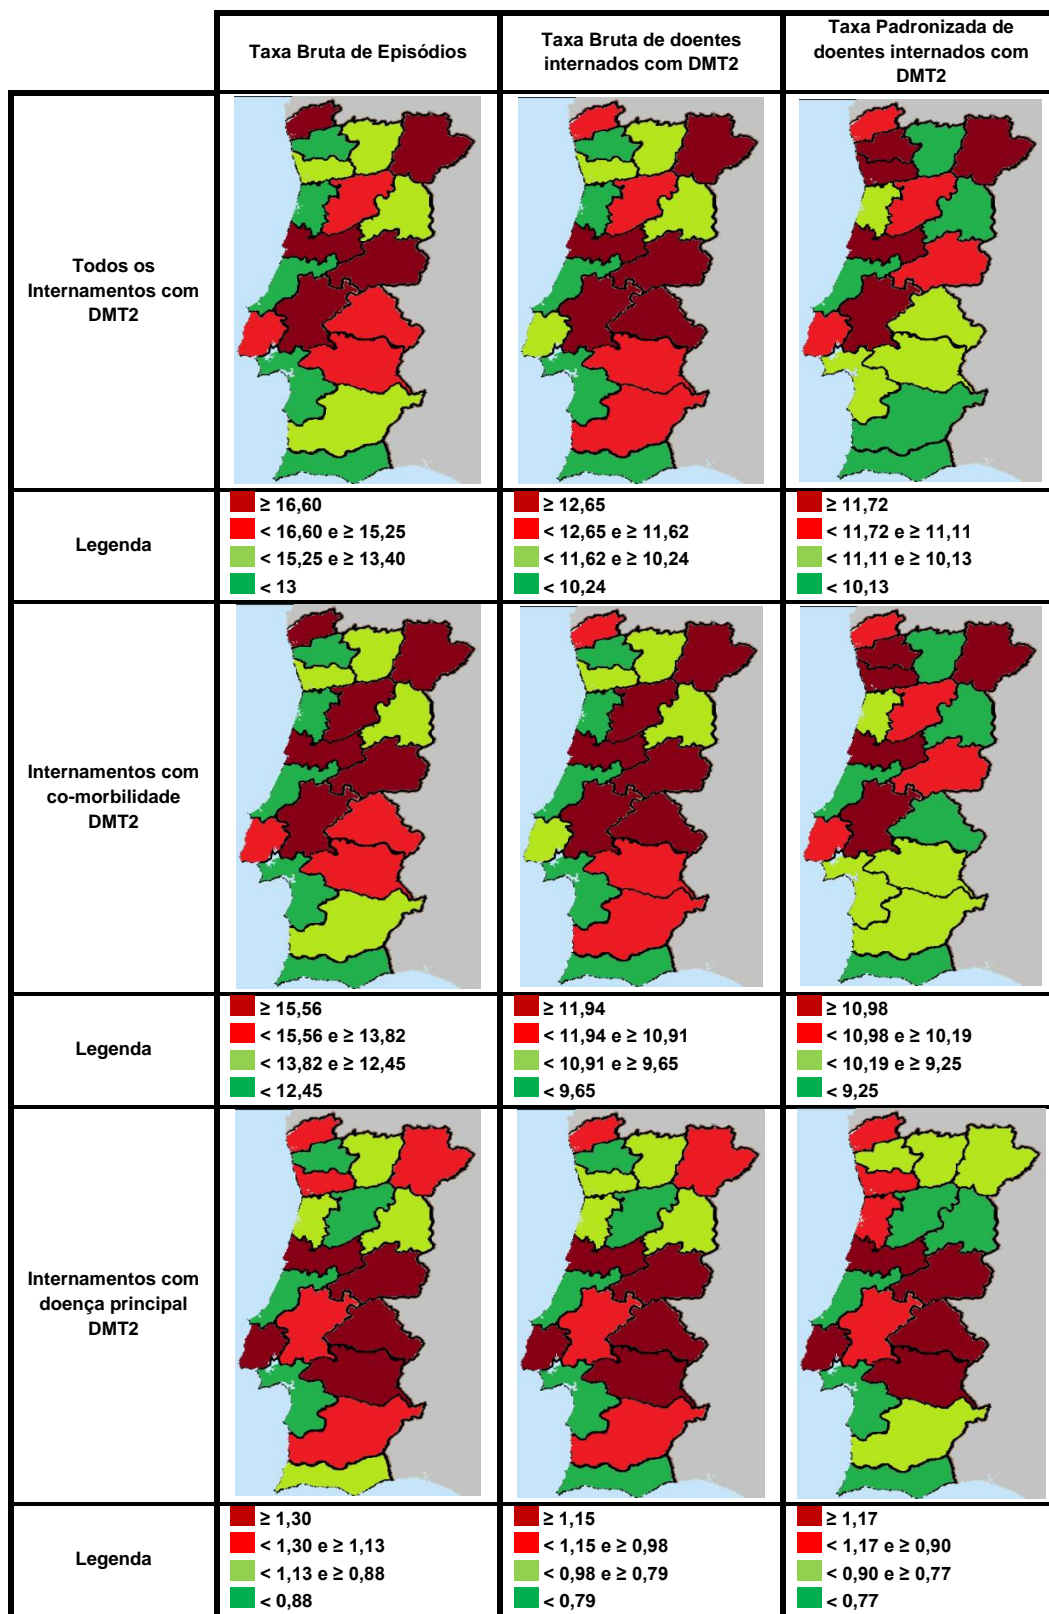 Taxa Bruta de Episódios
Taxa Bruta de doentes
internados com DMT2
Taxa Padronizada de
doentes internados com
DMT2
Todos os
Internamentos com
DMT2
Legenda
≥ 16,60
< 16,60 e ≥ 15,25
< 15,25 e ≥ 13,40
< 13
≥ 12,65
< 12,65 e ≥ 11,62
< 11,62 e ≥ 10,24
< 10,24
≥ 11,72
< 11,72 e ≥ 11,11
< 11,11 e ≥ 10,13
< 10,13
Internamentos com
co-morbilidade
DMT2
Legenda
≥ 15,56
< 15,56 e ≥ 13,82
< 13,82 e ≥ 12,45
< 12,45
≥ 11,94
< 11,94 e ≥ 10,91
< 10,91 e ≥ 9,65
< 9,65
≥ 10,98
< 10,98 e ≥ 10,19
< 10,19 e ≥ 9,25
< 9,25
Internamentos com
doença principal
DMT2
Legenda
≥ 1,30
< 1,30 e ≥ 1,13
< 1,13 e ≥ 0,88
< 0,88
≥ 1,15
< 1,15 e ≥ 0,98
< 0,98 e ≥ 0,79
< 0,79
≥ 1,17
< 1,17 e ≥ 0,90
< 0,90 e ≥ 0,77
< 0,77